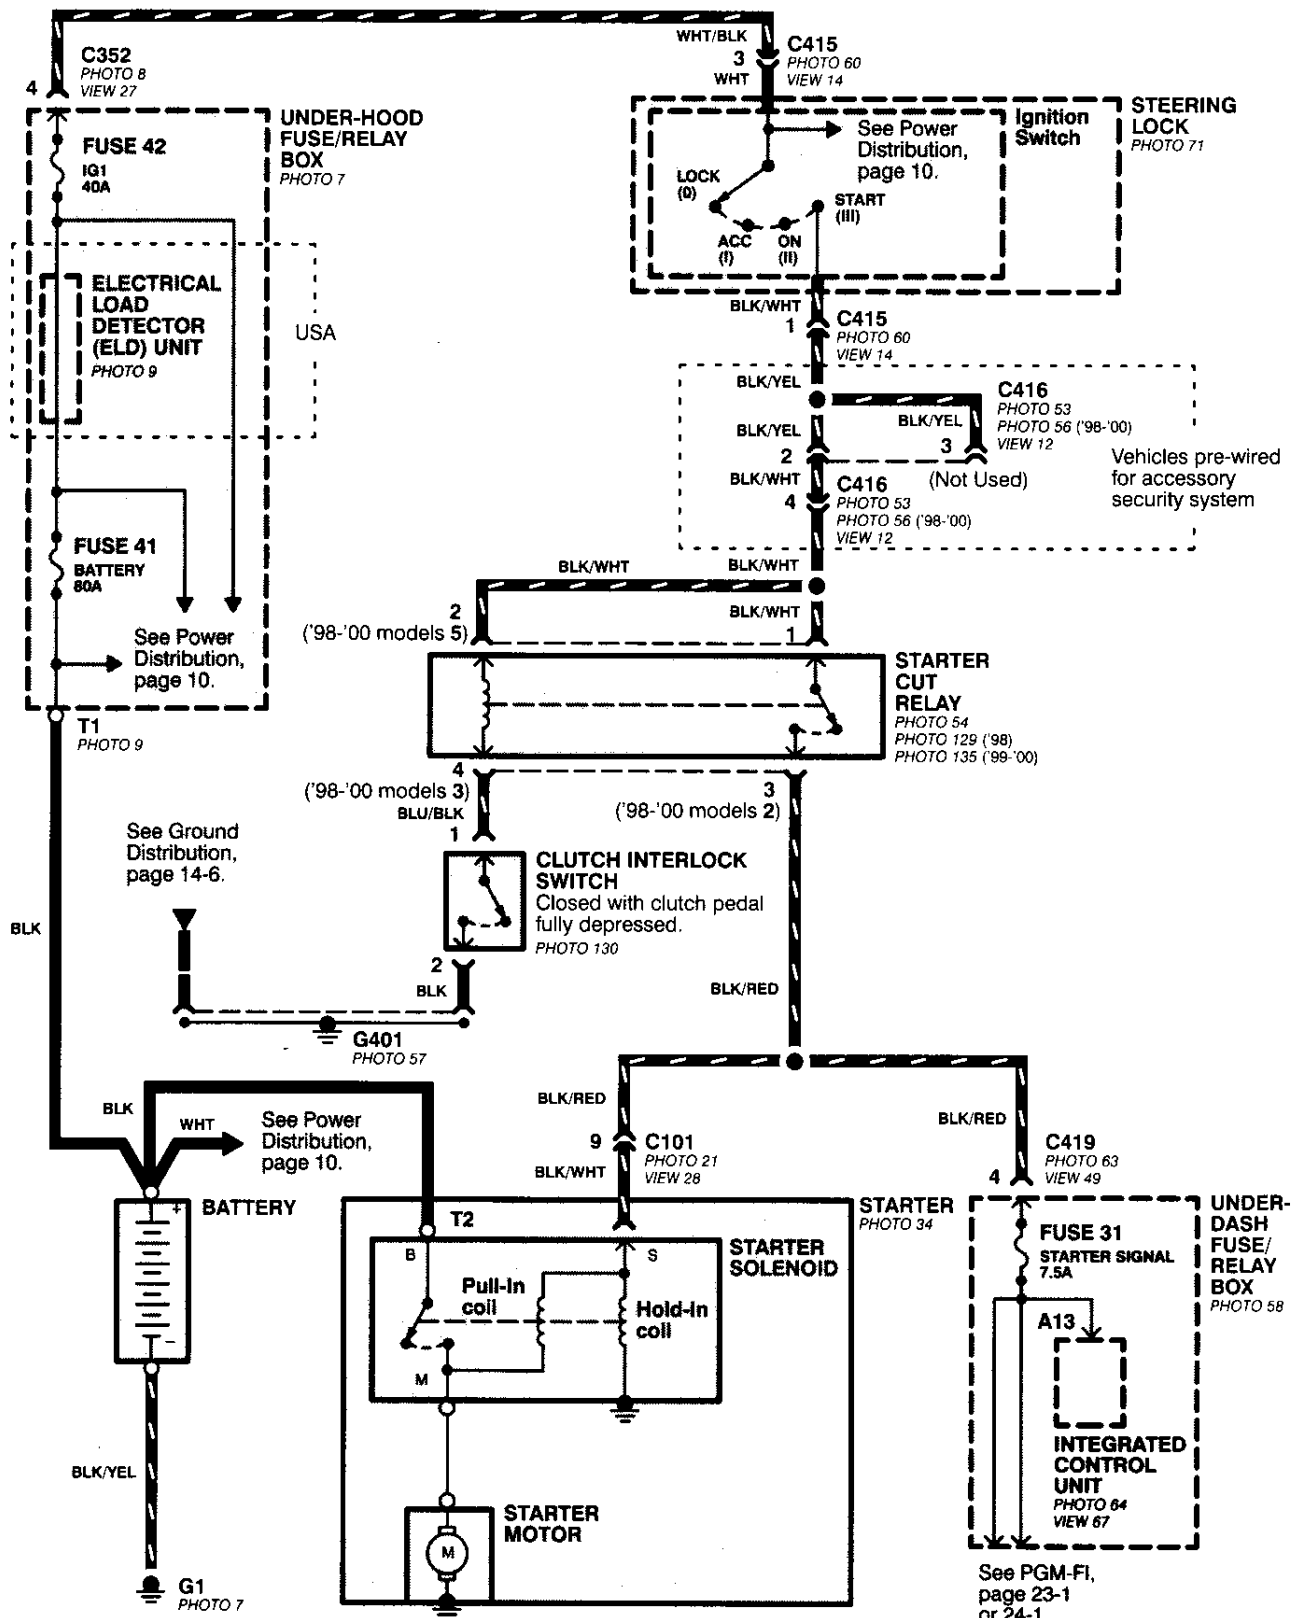 WHT/BLK
3
C415
PHOTO 60
VIEW 14
WHT
C352
PHOTO 8
VIEW 27
4
UNDER-HOOD
FUSE/RELAY
BOX
PHOTO 7
FUSE 42
IG1
40A
STEERING
LOCK
PHOTO 71
Ignition
Switch
See Power
Distribution,
page 10.
LOCK
(0)
START
(III)
ACC
(I)
ON
(II)
ELECTRICAL
LOAD
DETECTOR
(ELD) UNIT
PHOTO 9
USA
BLK/WHT
1
C415
PHOTO 60
VIEW 14
BLK/YEL
BLK/YEL
BLK/YEL
C416
PHOTO 53
PHOTO 56 ('98-'00)
VIEW 12
2
3
(Not Used)
BLK/WHT
4
C416
PHOTO 53
PHOTO 56 ('98-'00)
VIEW 12
Vehicles pre-wired
for accessory
security system
FUSE 41
BATTERY
80A
See Power
Distribution,
page 10.
T1
PHOTO 9
BLK/WHT
BLK/WHT
BLK/WHT
2
('98-'00 models 5)
1
STARTER
CUT
RELAY
PHOTO 54
PHOTO 129 ('98)
PHOTO 135 ('99-'00)
4
('98-'00 models 3)
BLU/BLK
1
3
('98-'00 models 2)
See Ground
Distribution,
page 14-6.
CLUTCH INTERLOCK
SWITCH
Closed with clutch pedal
fully depressed.
PHOTO 130
BLK
2
BLK
BLK/RED
G401
PHOTO 57
BLK
WHT
See Power
Distribution,
page 10.
BLK/RED
9
C101
PHOTO 21
VIEW 28
BLK/WHT
BLK/RED
C419
PHOTO 63
VIEW 49
4
BATTERY
+
–
T2
STARTER
PHOTO 34
B
S
STARTER
SOLENOID
Pull-In
coil
Hold-in
coil
M
UNDER-
DASH
FUSE/
RELAY
BOX
PHOTO 58
FUSE 31
STARTER SIGNAL
7.5A
A13
INTEGRATED
CONTROL
UNIT
PHOTO 64
VIEW 67
BLK/YEL
STARTER
MOTOR
M
G1
PHOTO 7
See PGM-FI,
page 23-1
or 24-1